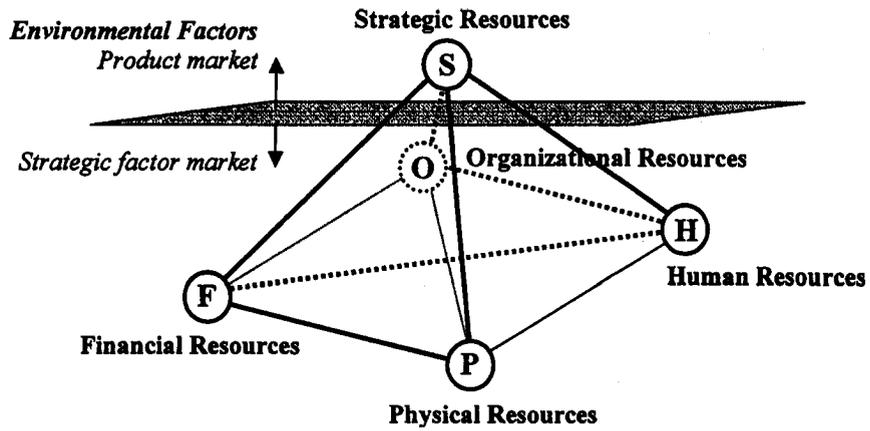 Strategic Resources
Environmental Factors
Product market
S
Strategic factor market
O
Organizational Resources
H
Human Resources
F
Financial Resources
P
Physical Resources